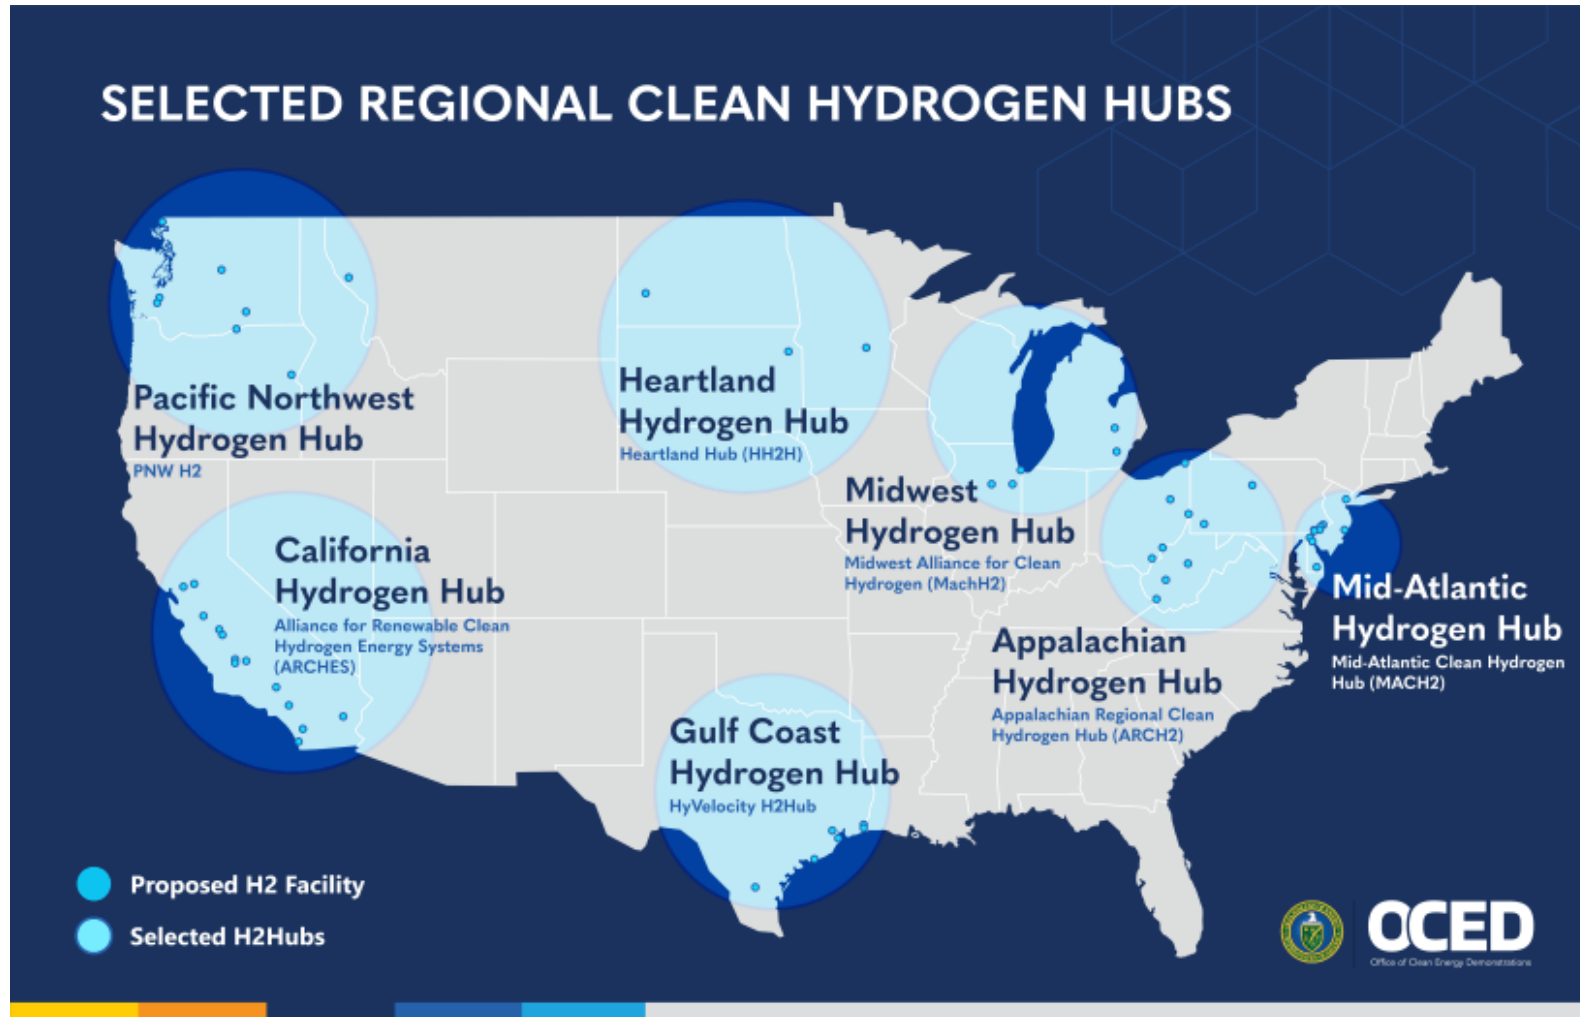 SELECTED REGIONAL CLEAN HYDROGEN HUBS
Pacific Northwest
Hydrogen Hub
PNW H2
Heartland
Hydrogen Hub
Heartland Hub (HH2H)
Midwest
Hydrogen Hub
Midwest Alliance for Clean
Hydrogen (MachH2)
California
Hydrogen Hub
Alliance for Renewable Clean
Hydrogen Energy Systems
(ARCHES)
Mid-Atlantic
Hydrogen Hub
Mid-Atlantic Clean Hydrogen
Hub (MACH2)
Appalachian
Hydrogen Hub
Appalachian Regional Clean
Hydrogen Hub (ARCH2)
Gulf Coast
Hydrogen Hub
HyVelocity H2Hub
Proposed H2 Facility
Selected H2Hubs
OCED
Office of Clean Energy Demonstrations